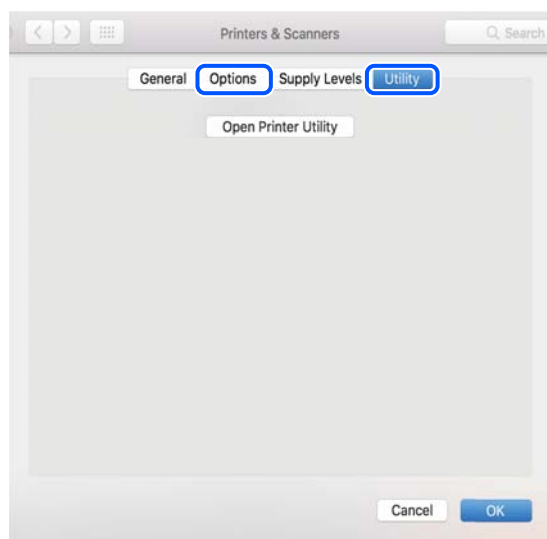 Printers & Scanners
Search
General Options Supply Levels Utility
Open Printer Utility
Cancel OK